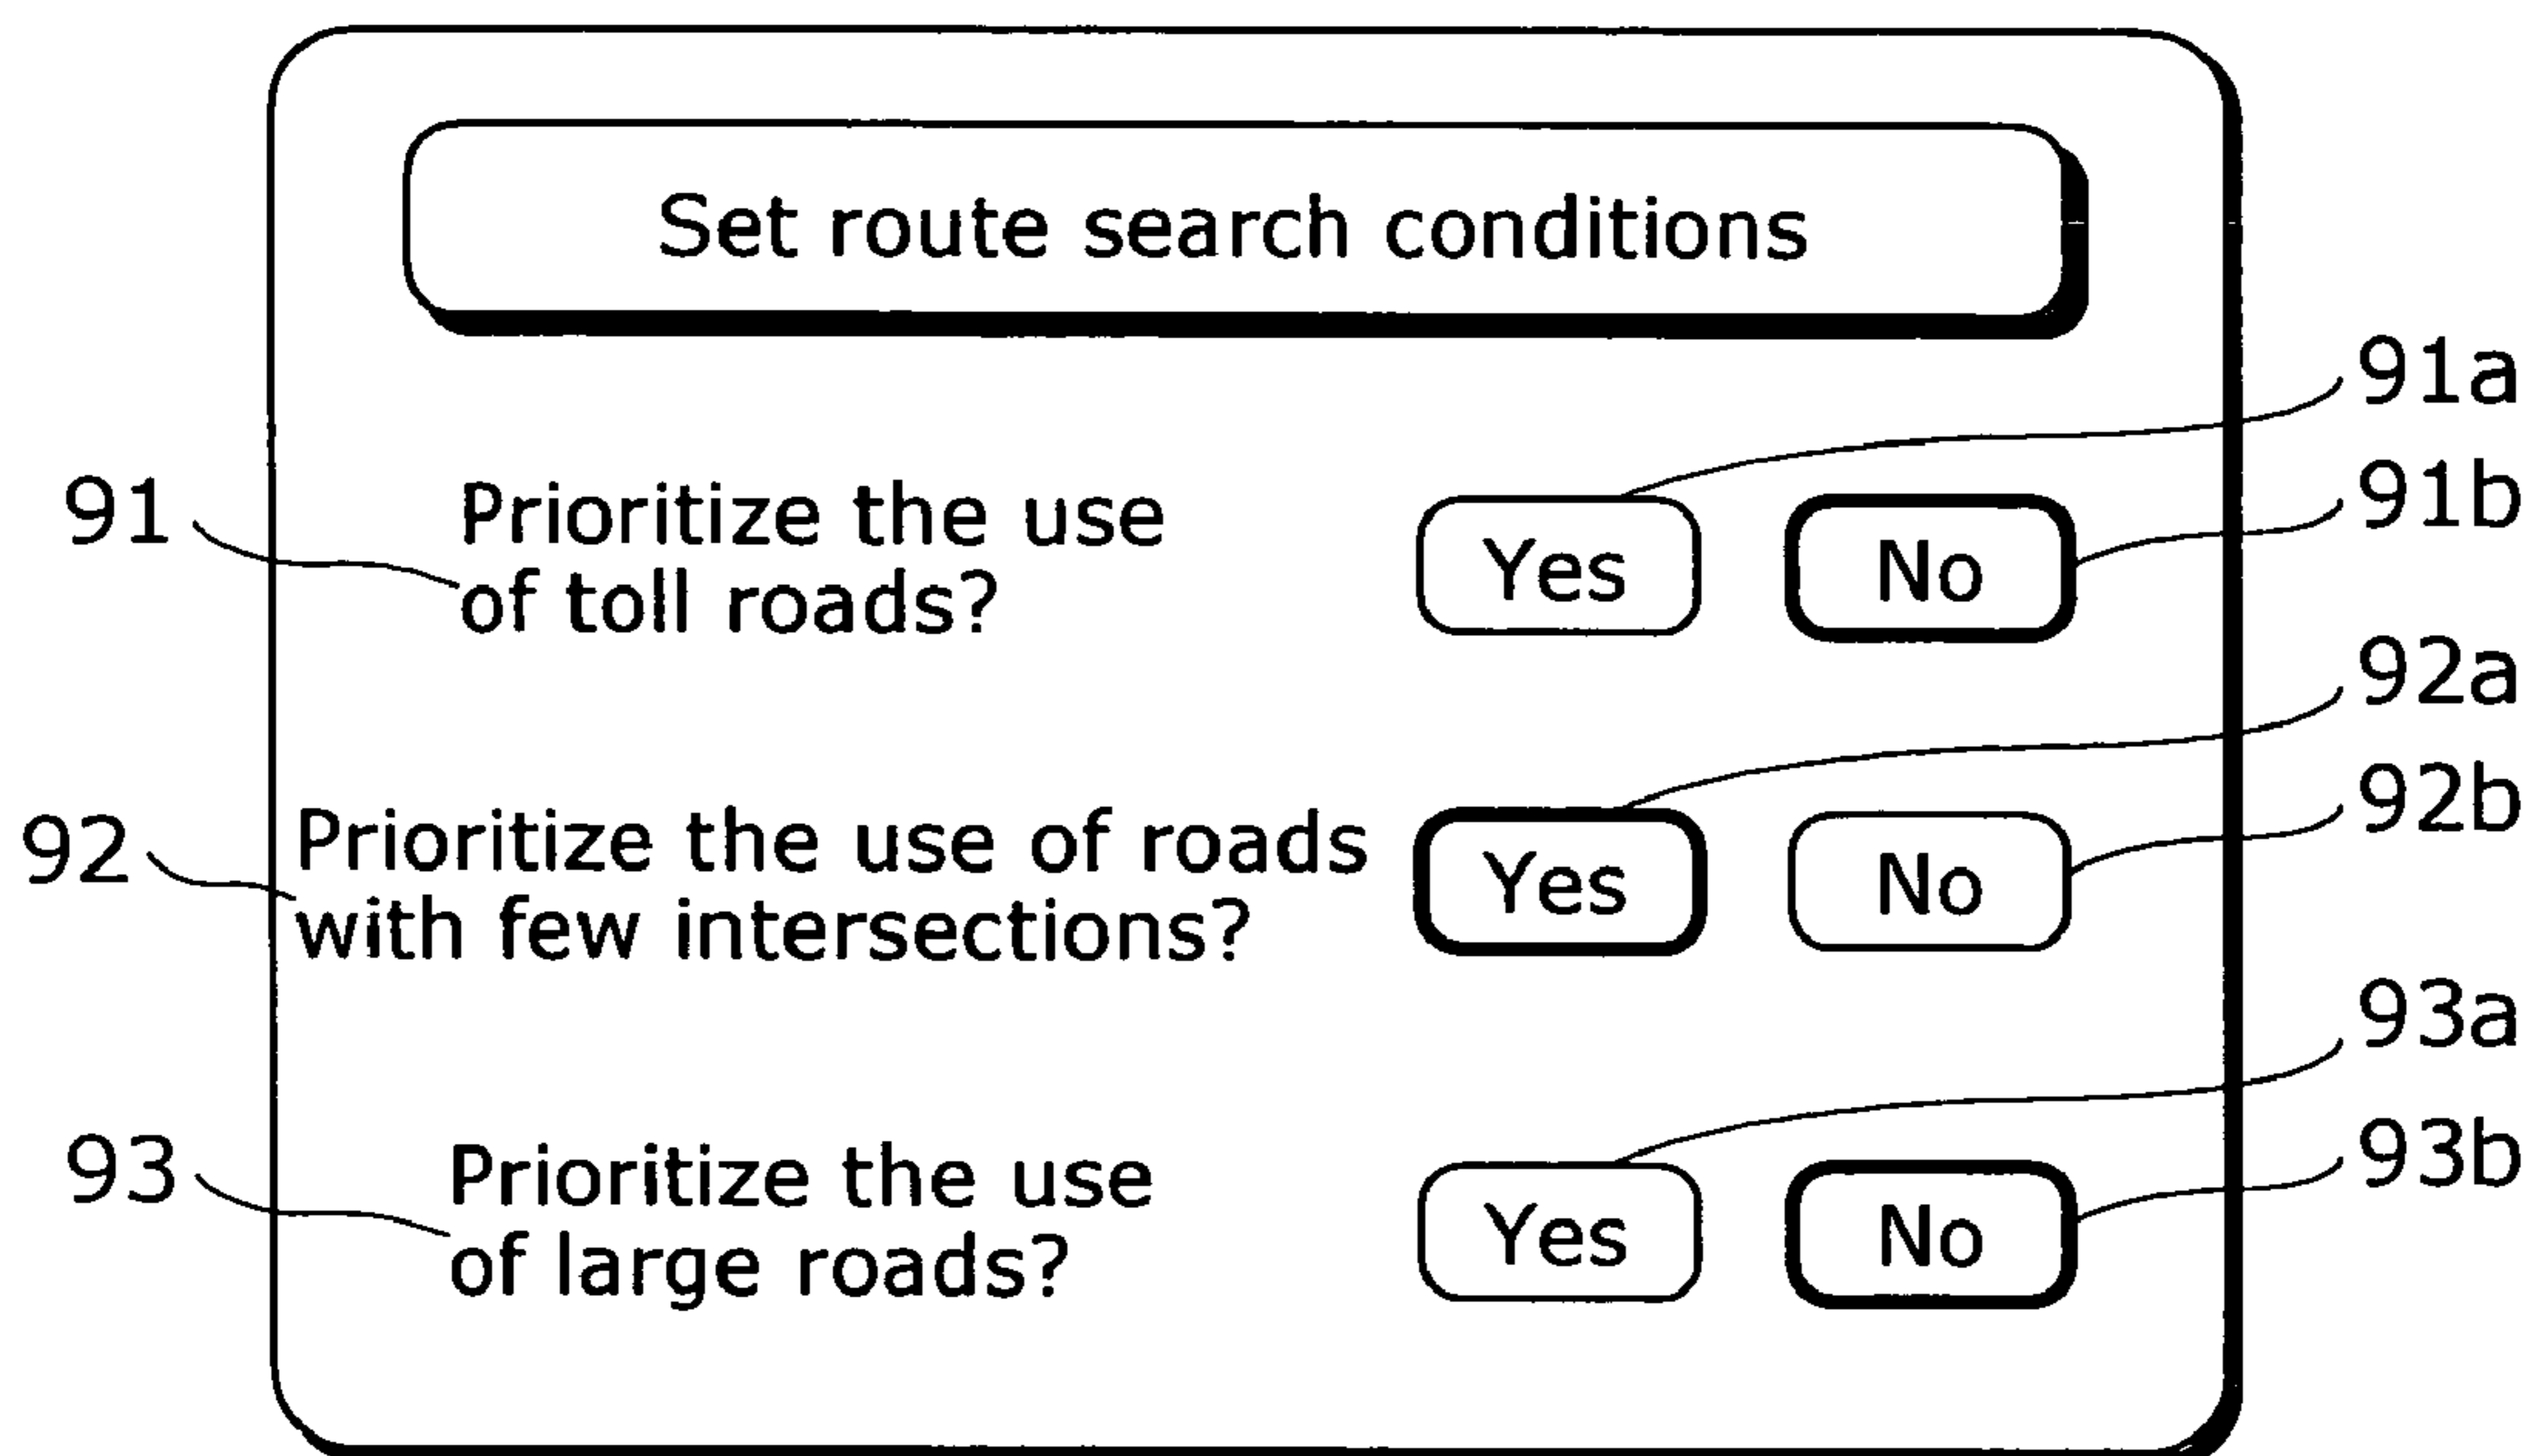 Set route search conditions
91a
91b
91
Prioritize the use
of toll roads?
Yes
No
92a
92b
92
Prioritize the use of roads
with few intersections?
Yes
No
93a
93b
93
Prioritize the use
of large roads?
Yes
No